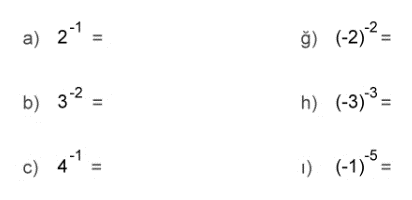 a) 2⁻¹ =
b) 3⁻² =
c) 4⁻¹ =
ğ) (-2)⁻² =
h) (-3)⁻³ =
ı) (-1)⁻⁵ =